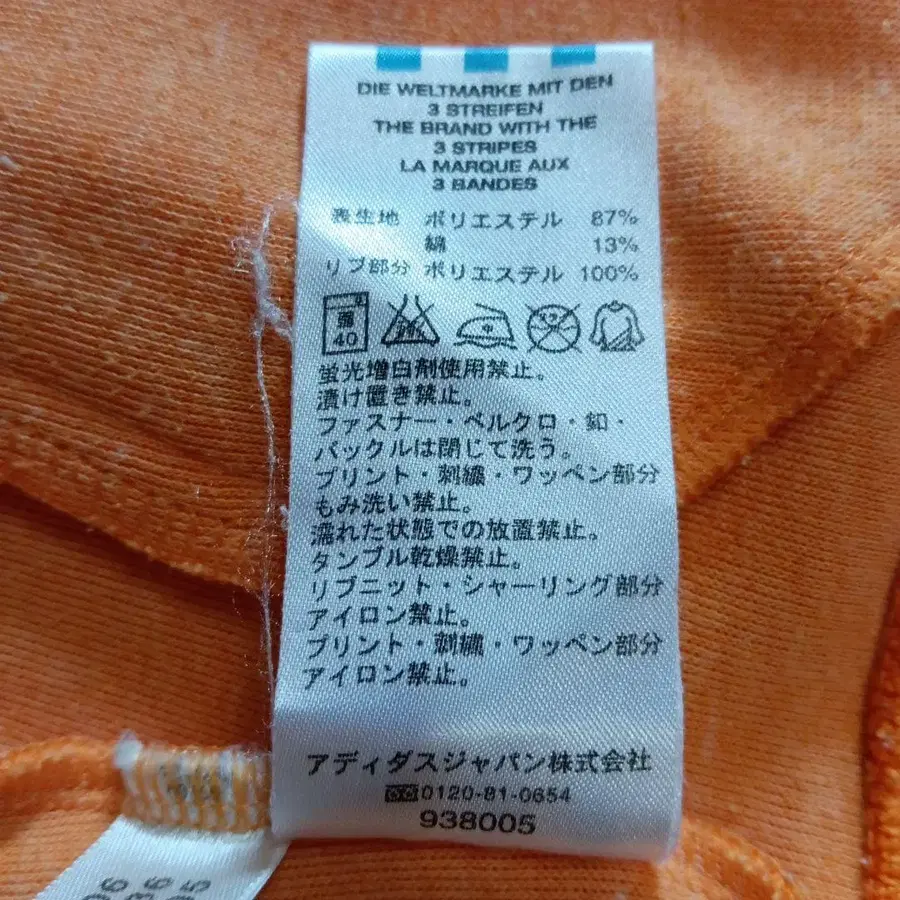 DIE WELTMARKE MIT DEN
3 STREIFEN
THE BRAND WITH THE
3 STRIPES
LA MARQUE AUX
3 BANDES
表生地 ポリエステル 87%
綿 13%
リブ部分 ポリエステル 100%
弱
40
蛍光増白剤使用禁止。
漬け置き禁止。
ファスナー・ベルクロ・釦・
バックルは閉じて洗う。
プリント・刺繍・ワッペン部分
もみ洗い禁止。
濡れた状態での放置禁止。
タンブル乾燥禁止。
リブニット・シャーリング部分
アイロン禁止。
プリント・刺繍・ワッペン部分
アイロン禁止。
アディダスジャパン株式会社
0120-81-0654
938005